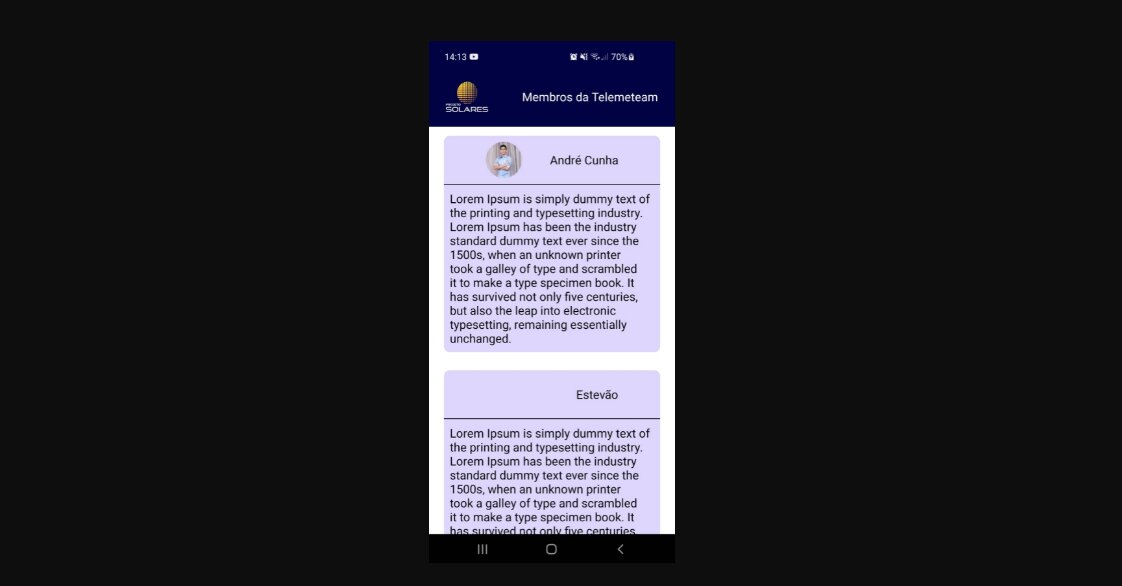 14:13 70%
PROJETO
SOLARES
Membros da Telemeteam
André Cunha
Lorem Ipsum is simply dummy text of
the printing and typesetting industry.
Lorem Ipsum has been the industry
standard dummy text ever since the
1500s, when an unknown printer
took a galley of type and scrambled
it to make a type specimen book. It
has survived not only five centuries,
but also the leap into electronic
typesetting, remaining essentially
unchanged.
Estevão
Lorem Ipsum is simply dummy text of
the printing and typesetting industry.
Lorem Ipsum has been the industry
standard dummy text ever since the
1500s, when an unknown printer
took a galley of type and scrambled
it to make a type specimen book. It
has survived not only five centuries,